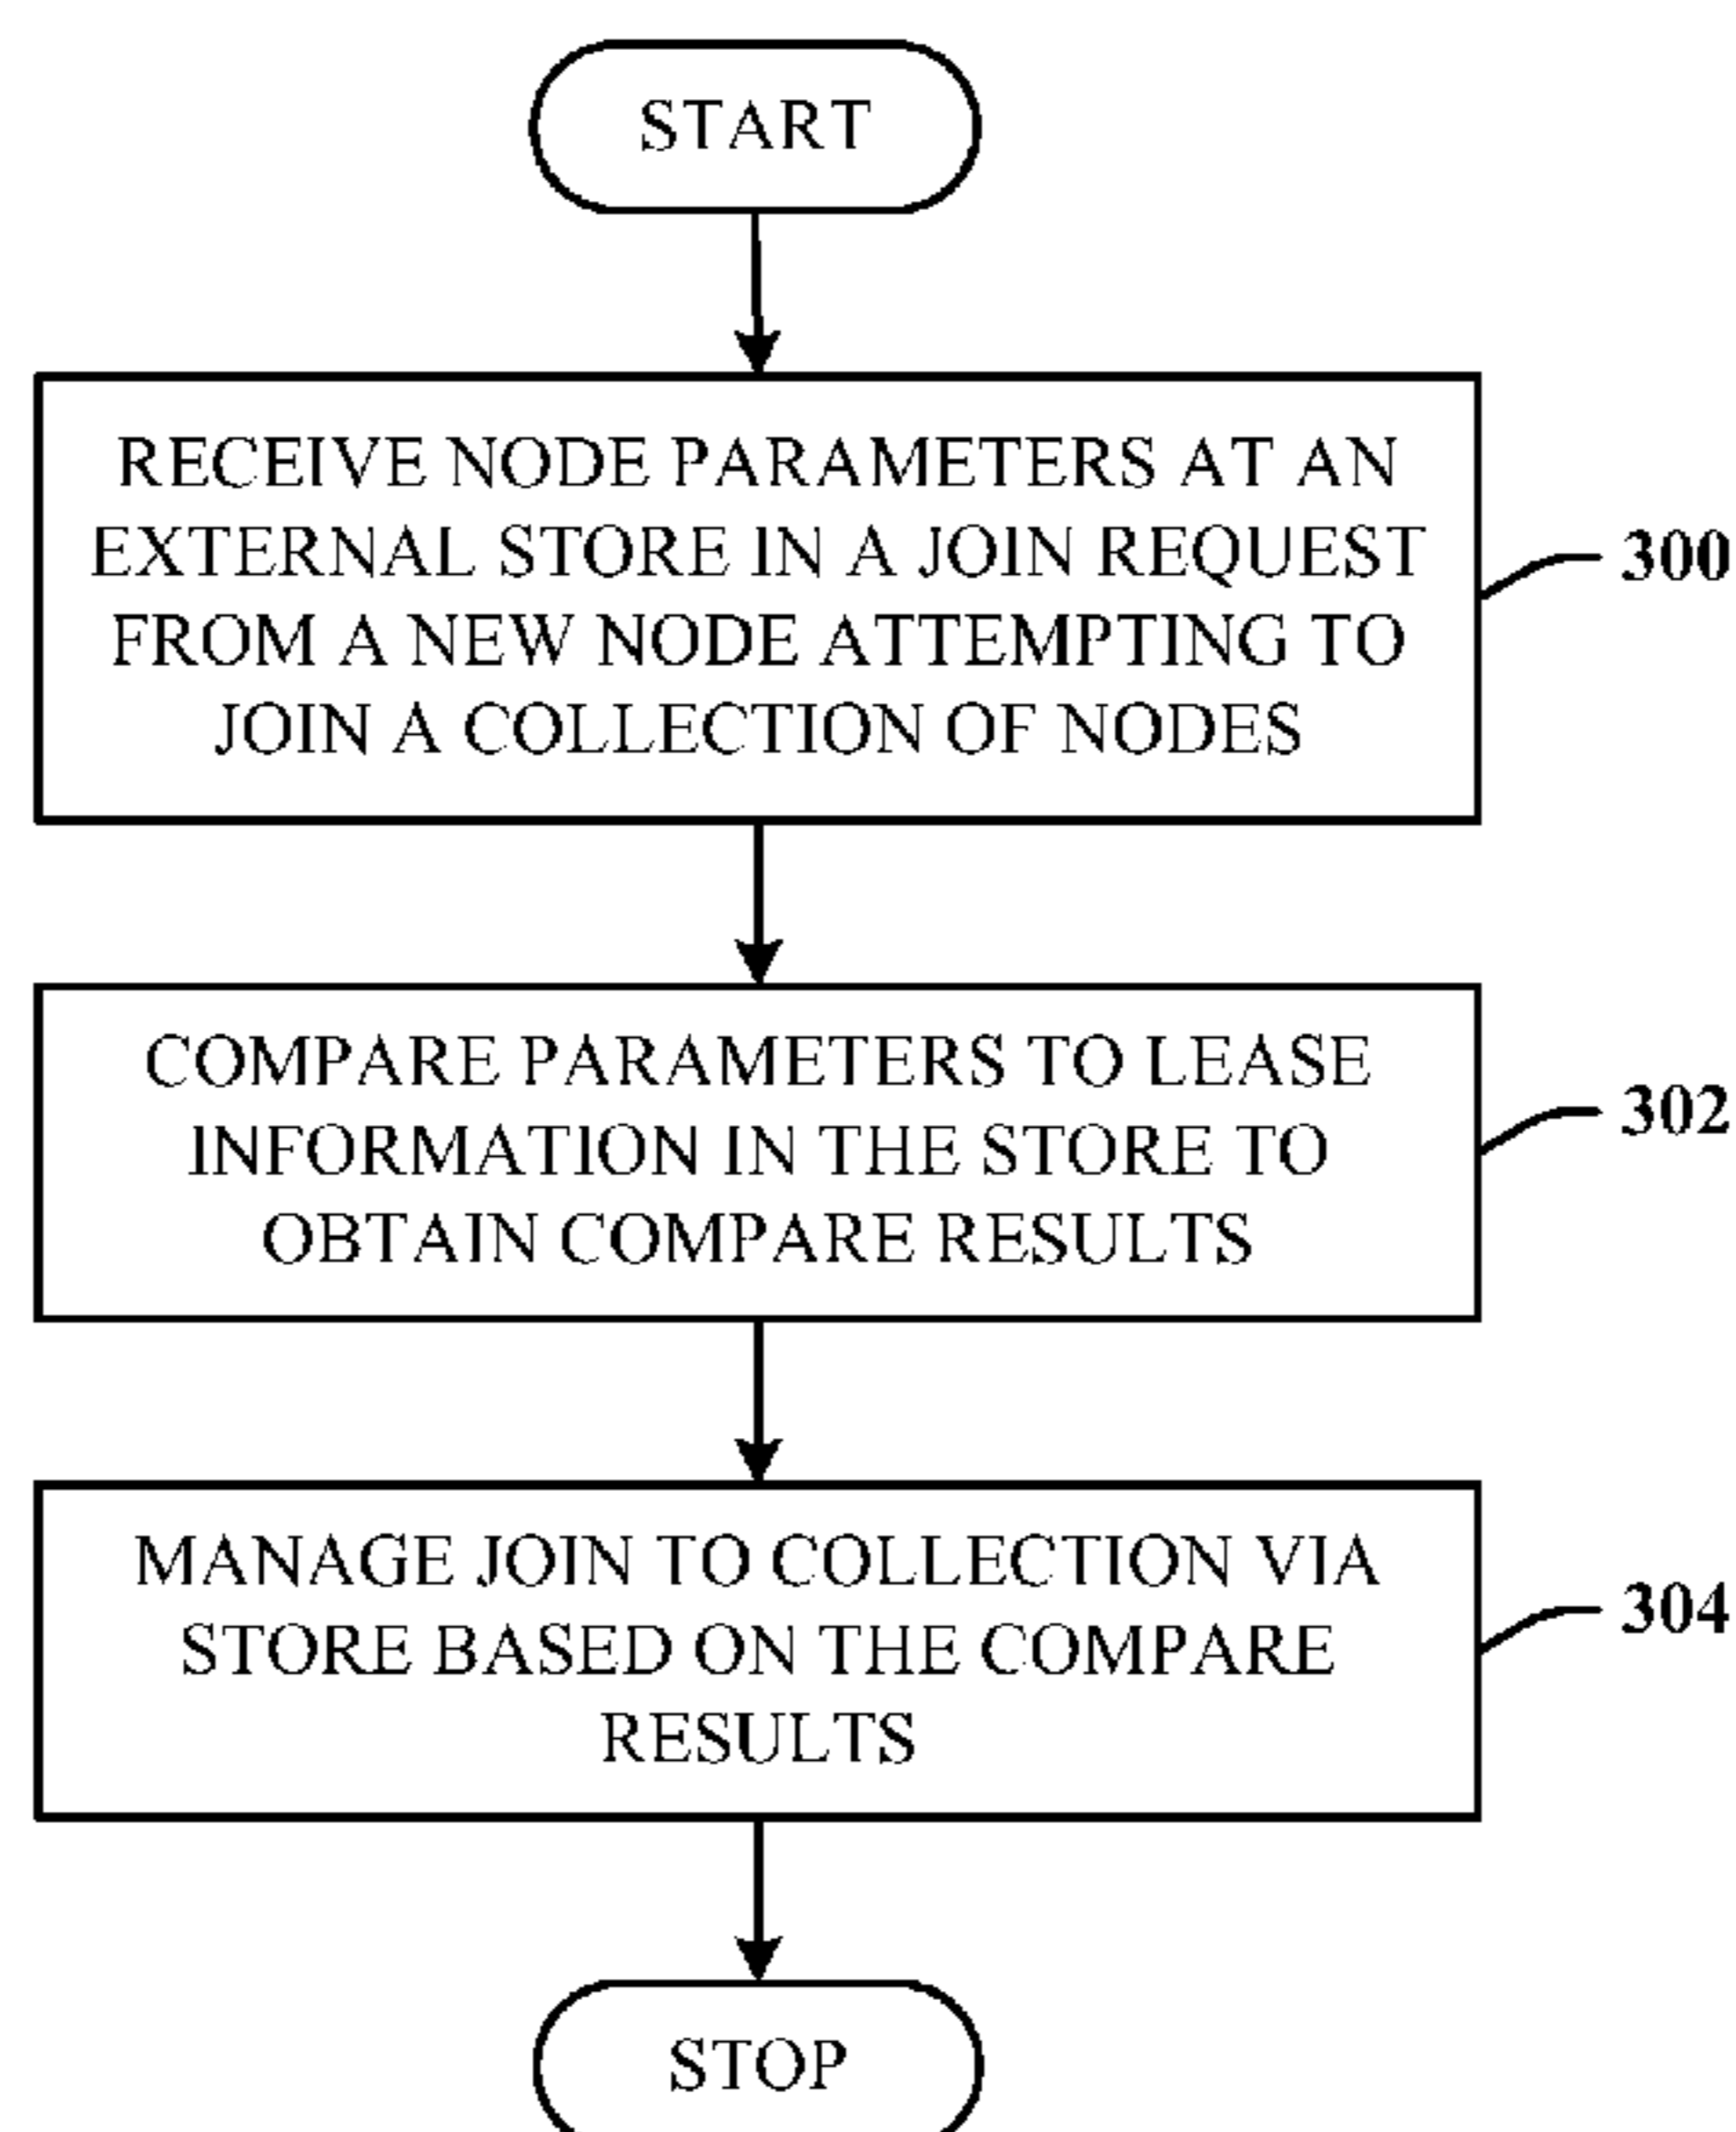 START
RECEIVE NODE PARAMETERS AT AN
EXTERNAL STORE IN A JOIN REQUEST
FROM A NEW NODE ATTEMPTING TO
JOIN A COLLECTION OF NODES
300
COMPARE PARAMETERS TO LEASE
INFORMATION IN THE STORE TO
OBTAIN COMPARE RESULTS
302
MANAGE JOIN TO COLLECTION VIA
STORE BASED ON THE COMPARE
RESULTS
304
STOP